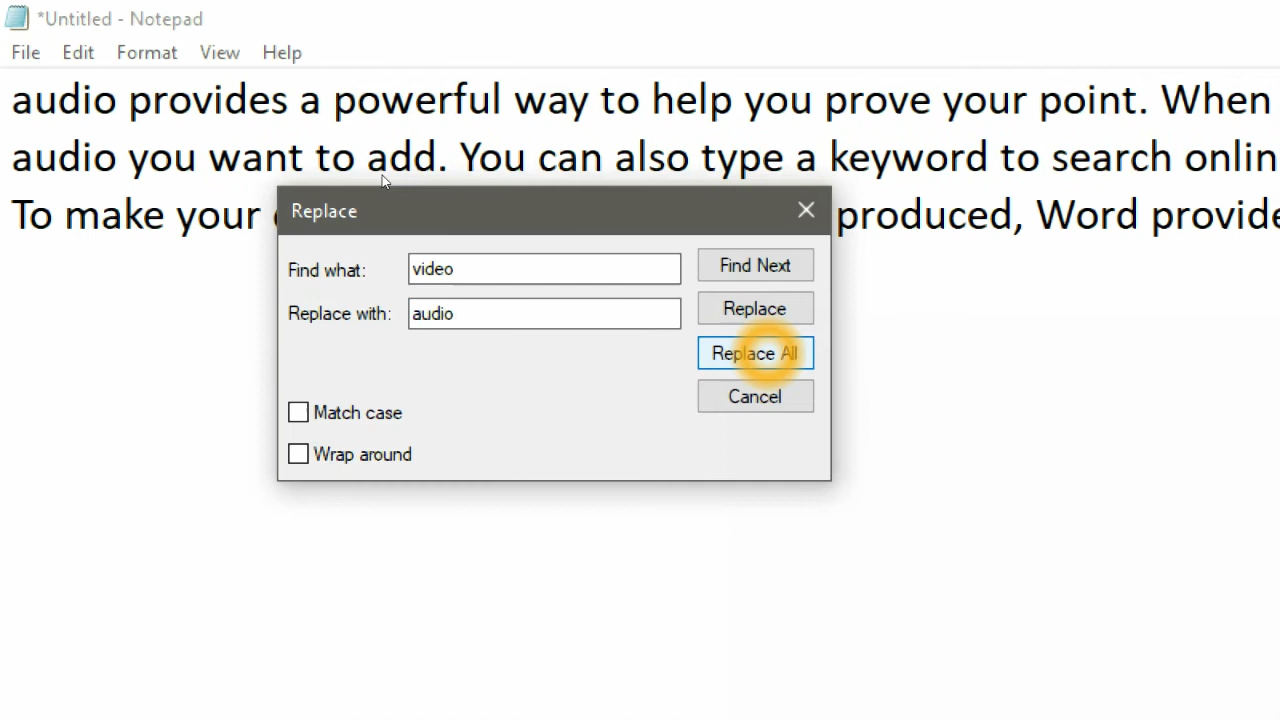 *Untitled - Notepad
File Edit Format View Help
audio provides a powerful way to help you prove your point. When
audio you want to add. You can also type a keyword to search onlin
To make your produced, Word provide
Replace
Find what: video
Find Next
Replace with: audio
Replace
Replace All
Cancel
Match case
Wrap around